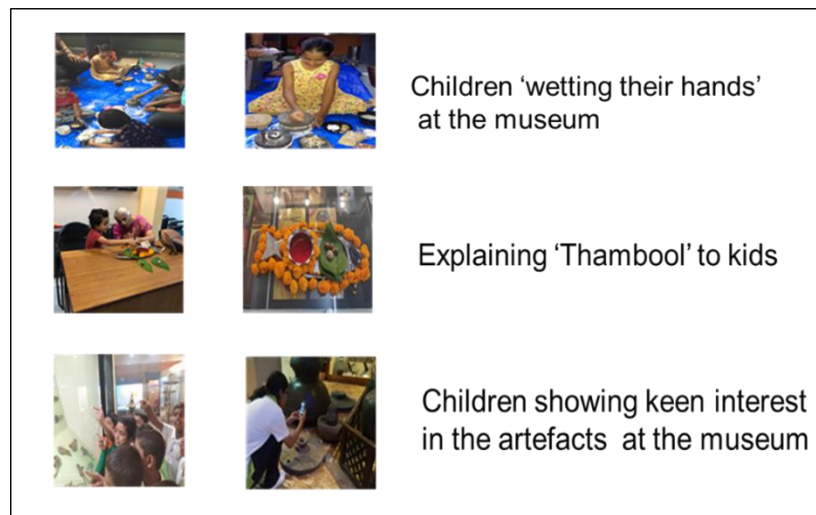 Children ‘wetting their hands’
at the museum
Explaining ‘Thambool’ to kids
Children showing keen interest
in the artefacts at the museum